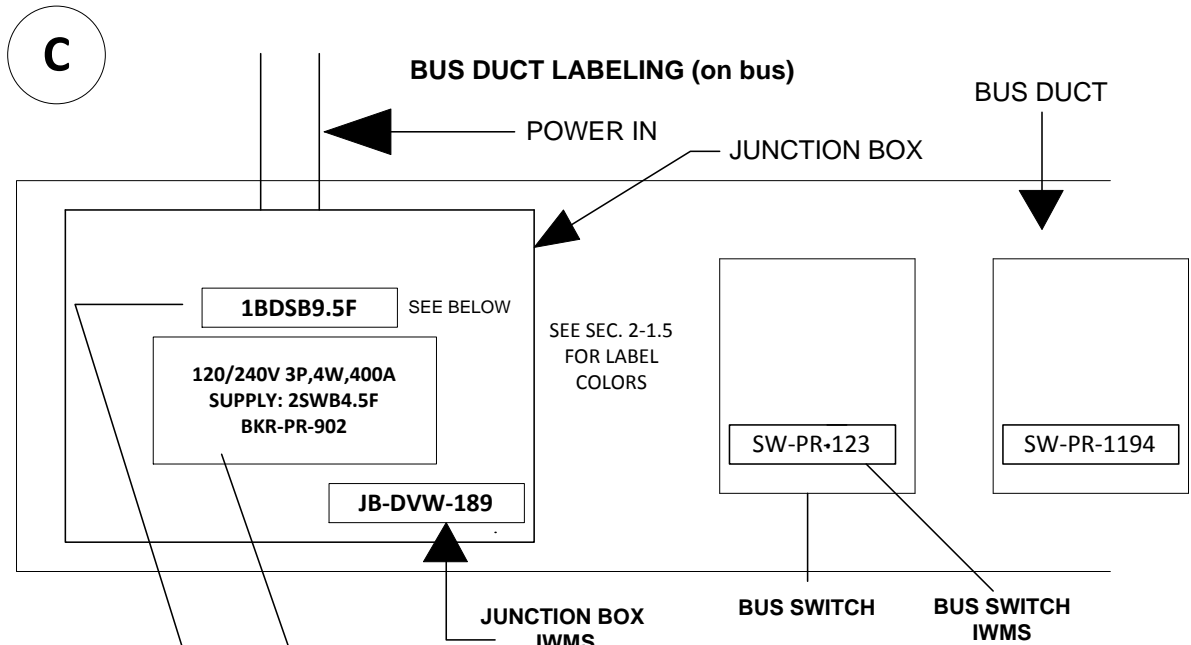 C
BUS DUCT LABELING (on bus)
BUS DUCT
POWER IN
JUNCTION BOX
1BDSB9.5F
SEE BELOW
120/240V 3P,4W,400A
SUPPLY: 2SWB4.5F
BKR-PR-902
SEE SEC. 2-1.5
FOR LABEL
COLORS
JB-DVW-189
SW-PR-123
SW-PR-1194
JUNCTION BOX
IWMS
BUS SWITCH
BUS SWITCH
IWMS